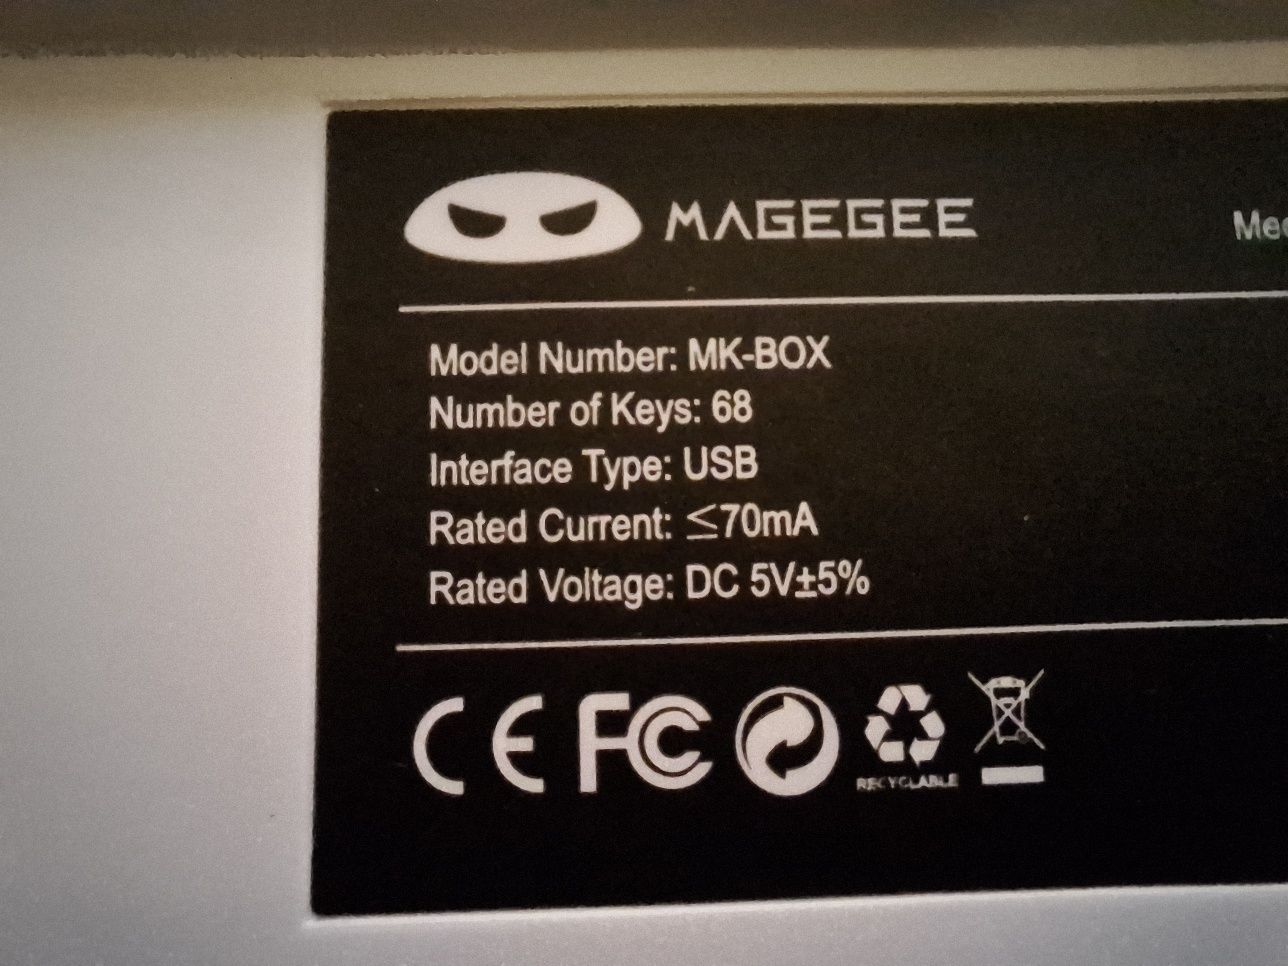 MAGEGEE
Model Number: MK-BOX
Number of Keys: 68
Interface Type: USB
Rated Current: ≤70mA
Rated Voltage: DC 5V±5%
CE FC
RECYCLABLE